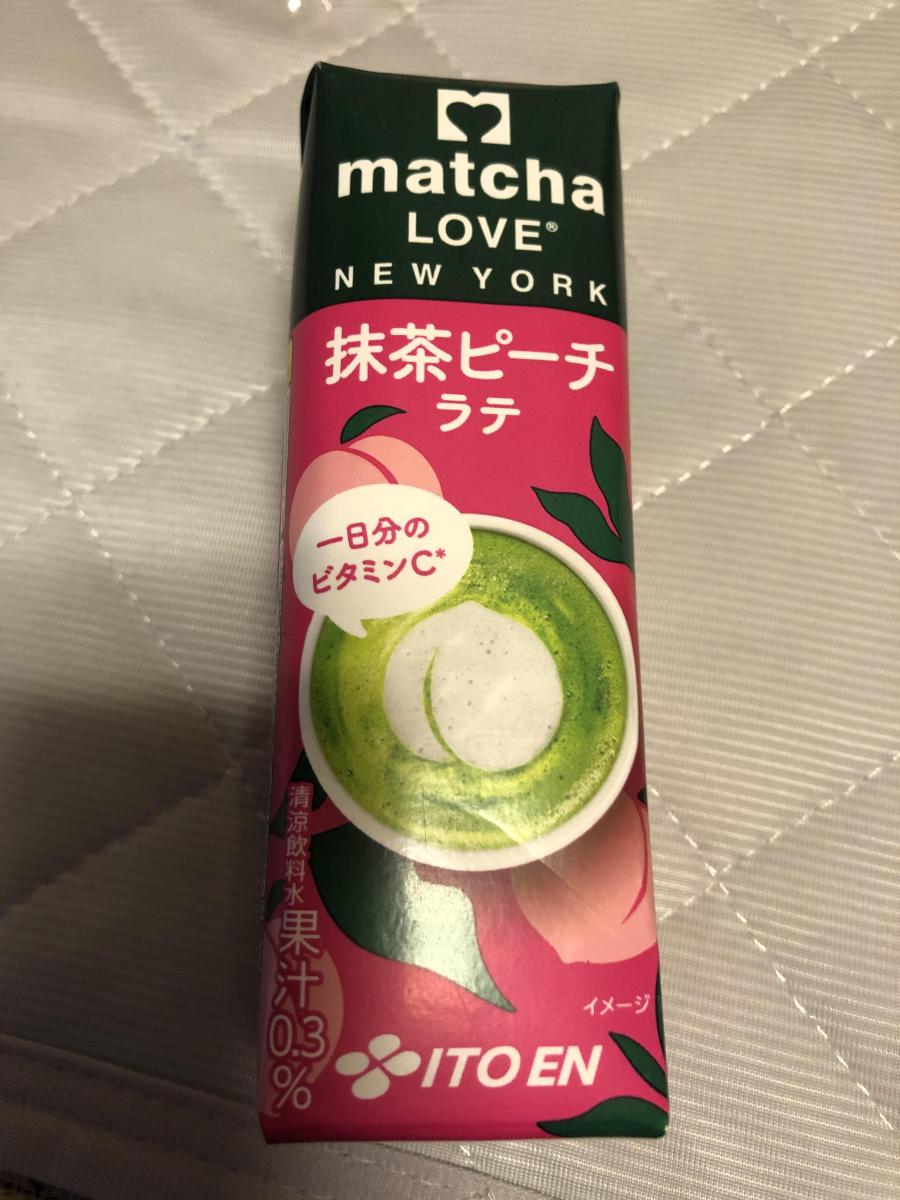 matcha
LOVE®
NEW YORK
抹茶ピーチ
ラテ
一日分の
ビタミンC*
清涼飲料水
果汁0.3%
イメージ
ITO EN